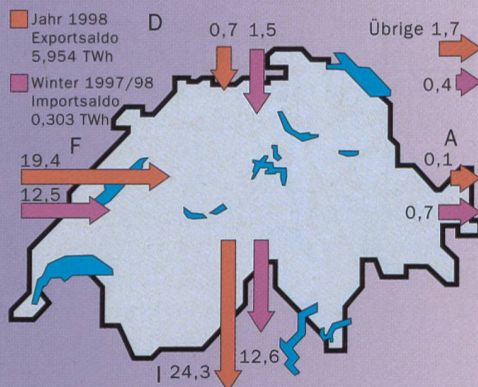 Jahr 1998
Exportsaldo
5,954 TWh
Winter 1997/98
Importsaldo
0,303 TWh
D
0,7 1,5
Übrige 1,7
0,4
F
19,4
12,5
A
0,1
0,7
I 24,3
12,6